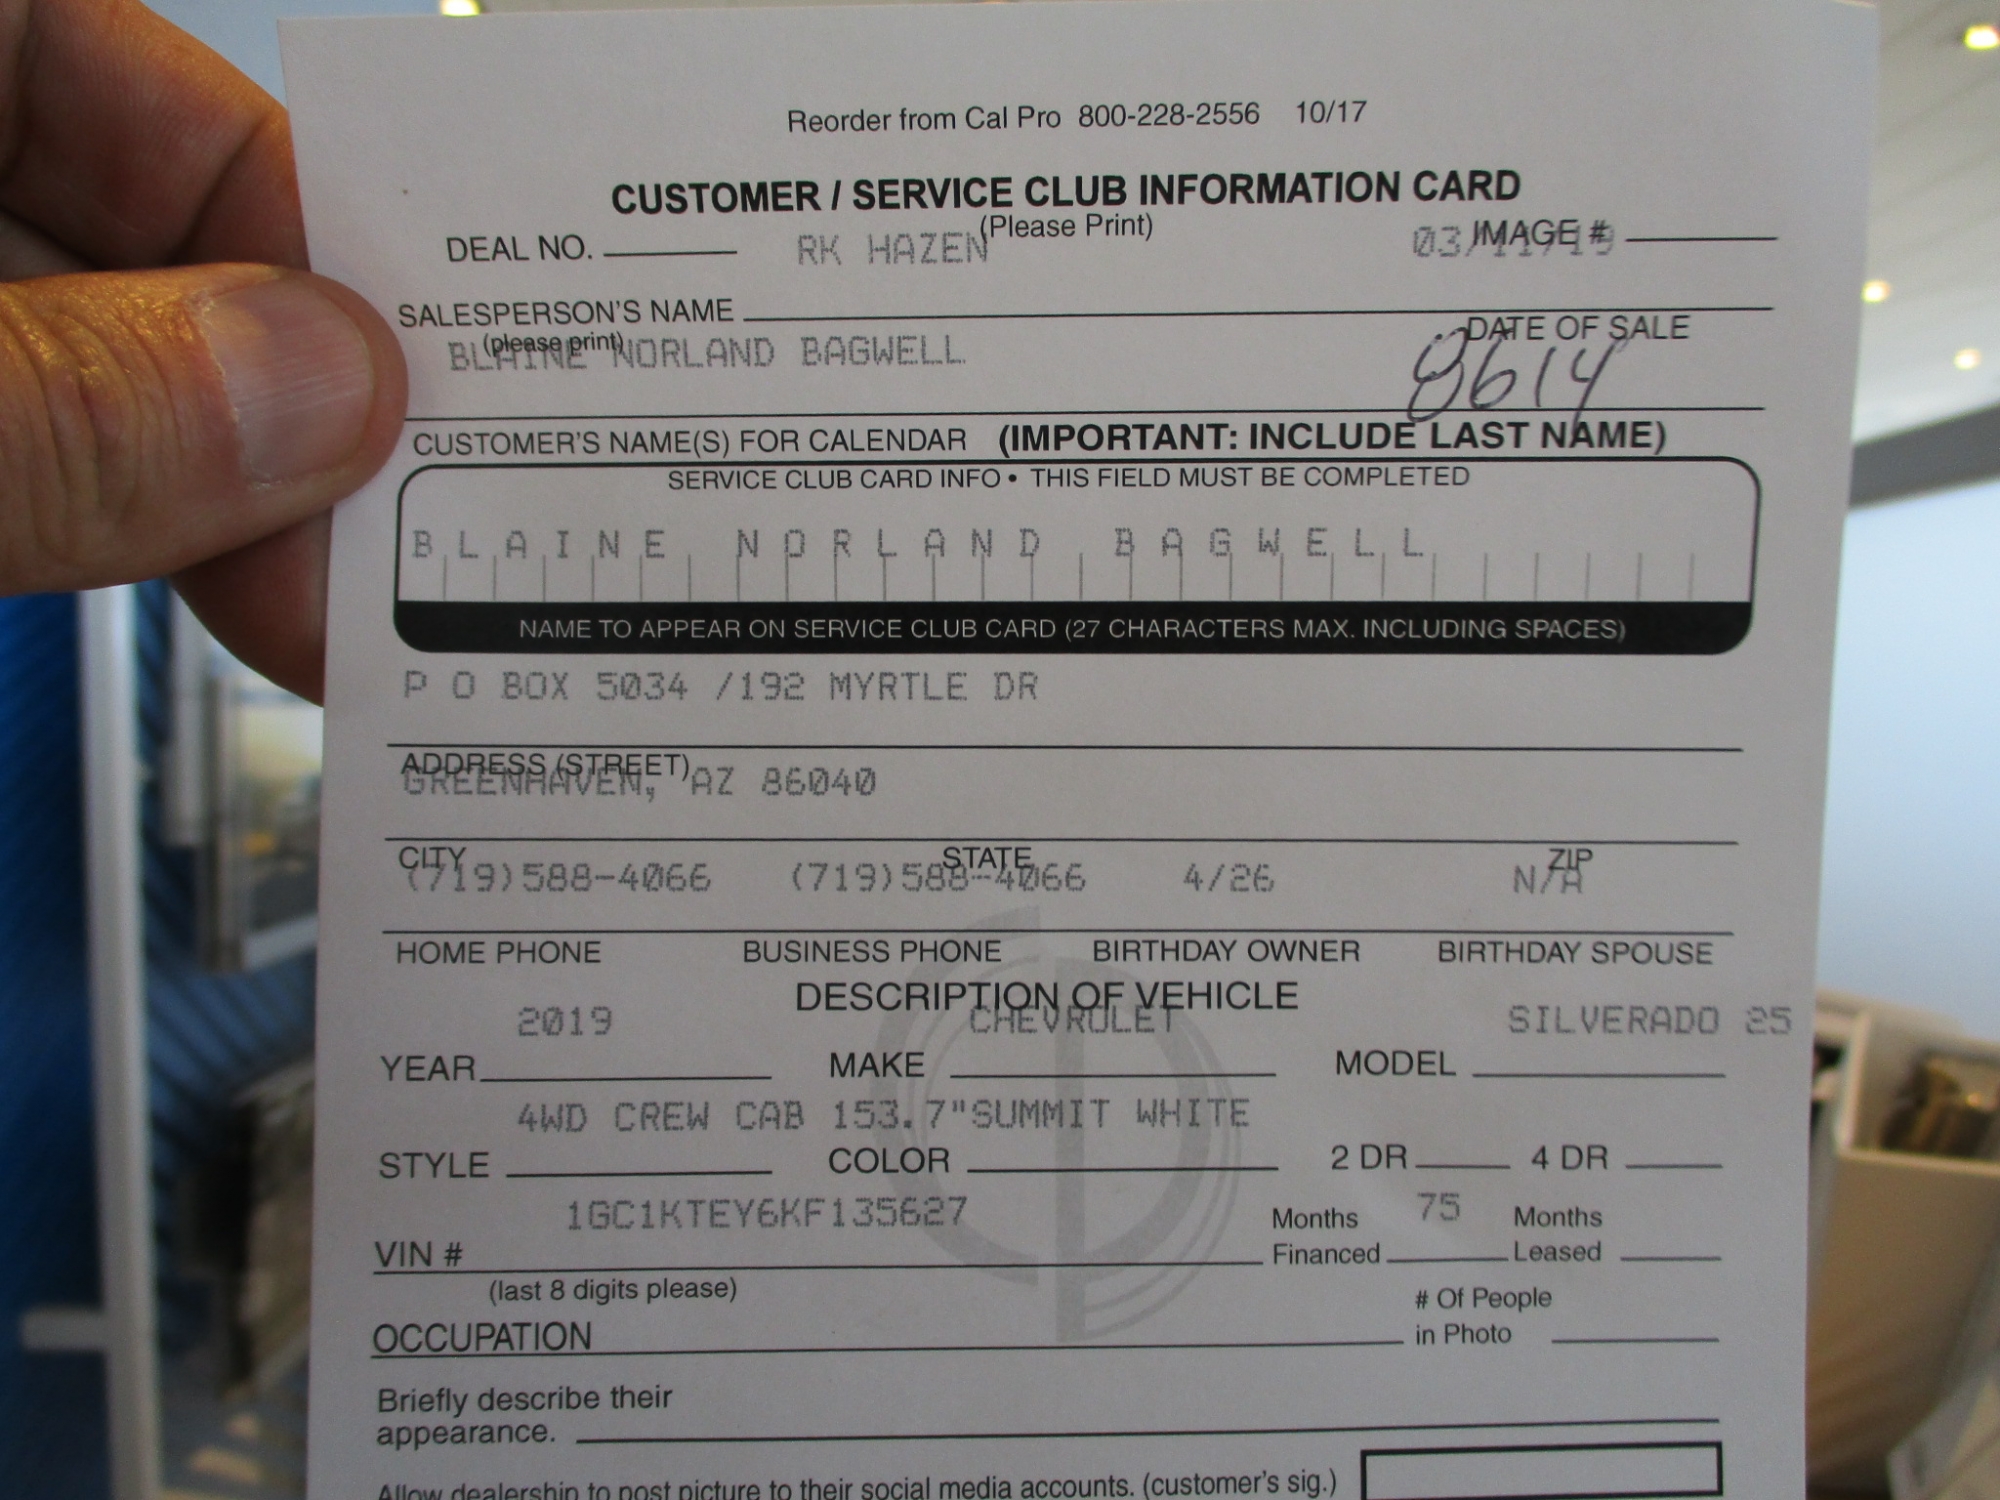 Reorder from Cal Pro 800-228-2556 10/17
CUSTOMER / SERVICE CLUB INFORMATION CARD
(Please Print)
DEAL NO. RK HAZEN 03/11/19 IMAGE #
SALESPERSON'S NAME
(please print)
DATE OF SALE
BLAINE NORLAND BAGWELL 8614
CUSTOMER'S NAME(S) FOR CALENDAR (IMPORTANT: INCLUDE LAST NAME)
SERVICE CLUB CARD INFO • THIS FIELD MUST BE COMPLETED
BLAINE NORLAND BAGWELL
NAME TO APPEAR ON SERVICE CLUB CARD (27 CHARACTERS MAX. INCLUDING SPACES)
P O BOX 5034 /192 MYRTLE DR
ADDRESS (STREET)
GREENHAVEN, AZ 86040
CITY STATE ZIP
(719)588-4066 (719)588-4066 4/26 N/A
HOME PHONE BUSINESS PHONE BIRTHDAY OWNER BIRTHDAY SPOUSE
DESCRIPTION OF VEHICLE
2019 CHEVROLET SILVERADO 25
YEAR MAKE MODEL
4WD CREW CAB 153.7"SUMMIT WHITE
STYLE COLOR 2 DR 4 DR
1GC1KTEY6KF135627 Months 75 Months
VIN # Financed Leased
(last 8 digits please)
# Of People
OCCUPATION in Photo
Briefly describe their
appearance.
Allow dealership to post picture to their social media accounts. (customer's sig.)